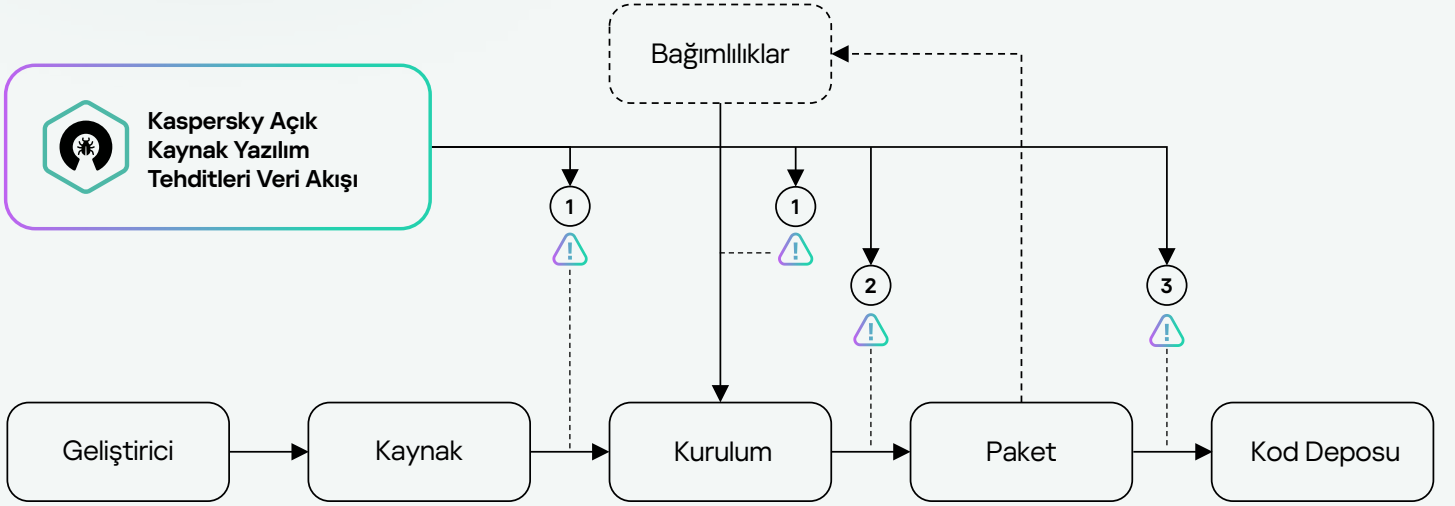 Bağımlılıklar
Kaspersky Açık
Kaynak Yazılım
Tehditleri Veri Akışı
1
1
2
3
Geliştirici
Kaynak
Kurulum
Paket
Kod Deposu